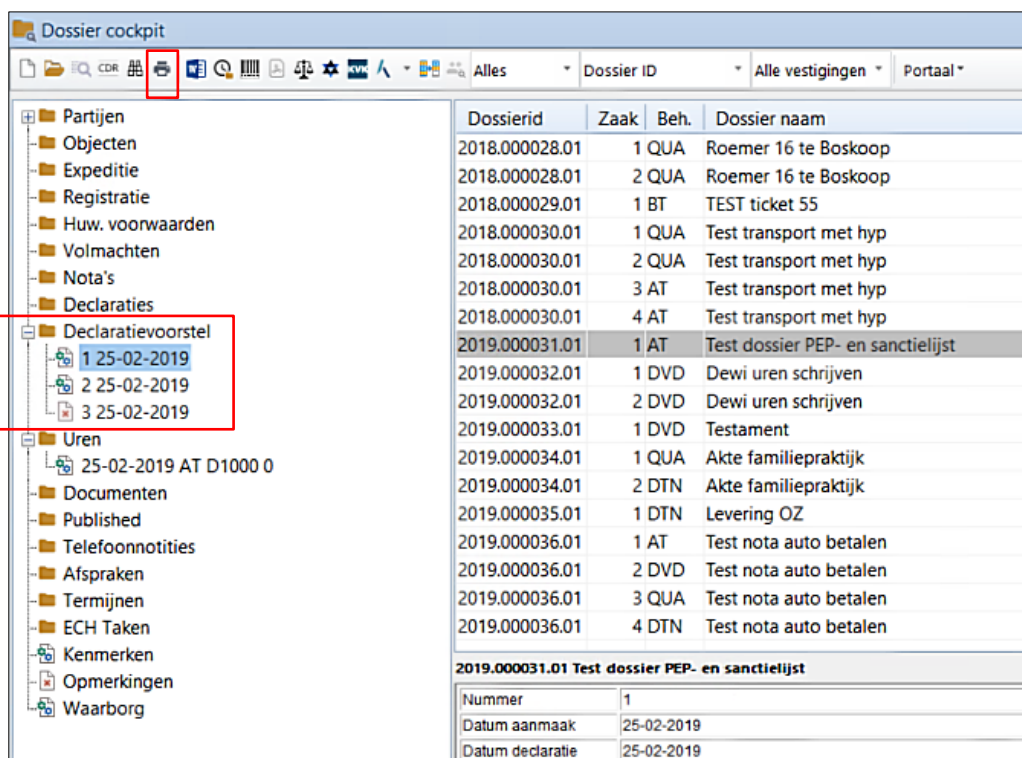 Dossier cockpit
CDR KVK Alles Dossier ID Alle vestigingen Portaal
Partijen
Objecten
Expeditie
Registratie
Huw. voorwaarden
Volmachten
Nota's
Declaraties
Declaratievoorstel
1 25-02-2019
2 25-02-2019
3 25-02-2019
Uren
25-02-2019 AT D1000 0
Documenten
Published
Telefoonnotities
Afspraken
Termijnen
ECH Taken
Kenmerken
Opmerkingen
Waarborg
Dossierid Zaak Beh. Dossier naam
2018.000028.01 1 QUA Roemer 16 te Boskoop
2018.000028.01 2 QUA Roemer 16 te Boskoop
2018.000029.01 1 BT TEST ticket 55
2018.000030.01 1 QUA Test transport met hyp
2018.000030.01 2 QUA Test transport met hyp
2018.000030.01 3 AT Test transport met hyp
2018.000030.01 4 AT Test transport met hyp
2019.000031.01 1 AT Test dossier PEP- en sanctielijst
2019.000032.01 1 DVD Dewi uren schrijven
2019.000032.01 2 DVD Dewi uren schrijven
2019.000033.01 1 DVD Testament
2019.000034.01 1 QUA Akte familiepraktijk
2019.000034.01 2 DTN Akte familiepraktijk
2019.000035.01 1 DTN Levering OZ
2019.000036.01 1 AT Test nota auto betalen
2019.000036.01 2 DVD Test nota auto betalen
2019.000036.01 3 QUA Test nota auto betalen
2019.000036.01 4 DTN Test nota auto betalen
2019.000031.01 Test dossier PEP- en sanctielijst
Nummer 1
Datum aanmaak 25-02-2019
Datum declaratie 25-02-2019